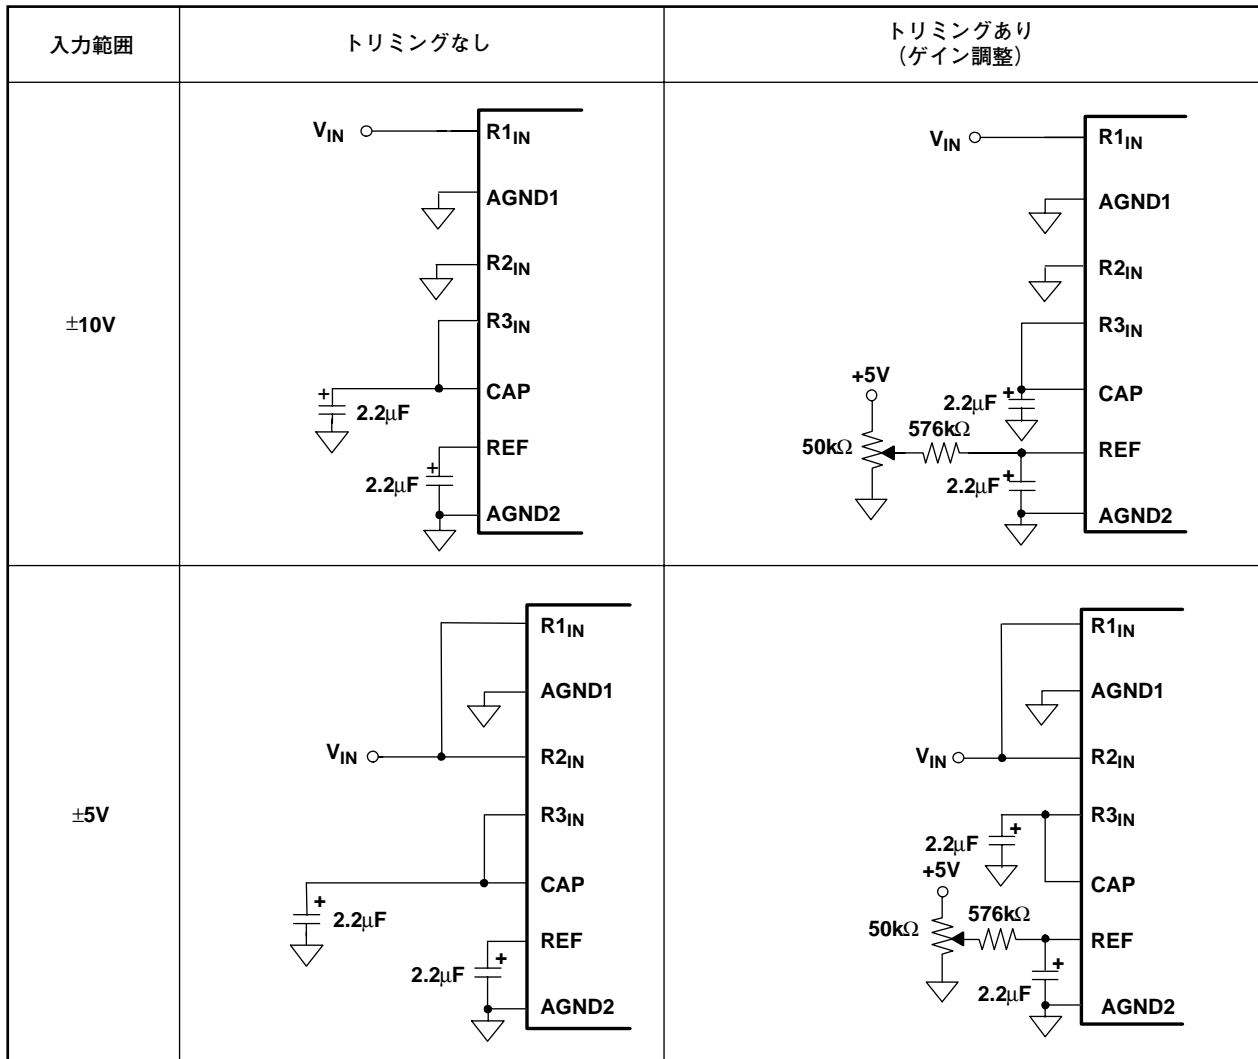 入力範囲
トリミングなし
トリミングあり
(ゲイン調整)
±10V
VIN
R1IN
AGND1
R2IN
R3IN
+
CAP
2.2μF
REF
+
2.2μF
AGND2
VIN
R1IN
AGND1
R2IN
R3IN
+5V
+
CAP
2.2μF
50kΩ
576kΩ
REF
+
2.2μF
AGND2
±5V
R1IN
AGND1
VIN
R2IN
R3IN
CAP
+
2.2μF
REF
+
2.2μF
AGND2
R1IN
AGND1
VIN
R2IN
R3IN
+
2.2μF
+5V
CAP
50kΩ
576kΩ
REF
+
2.2μF
AGND2